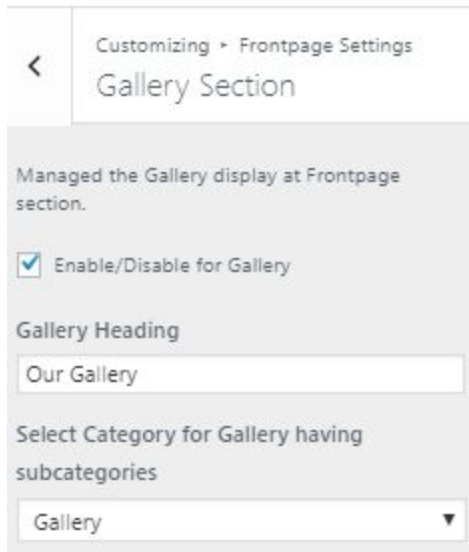 Customizing ▸ Frontpage Settings
Gallery Section
Managed the Gallery display at Frontpage
section.
Enable/Disable for Gallery
Gallery Heading
Our Gallery
Select Category for Gallery having
subcategories
Gallery